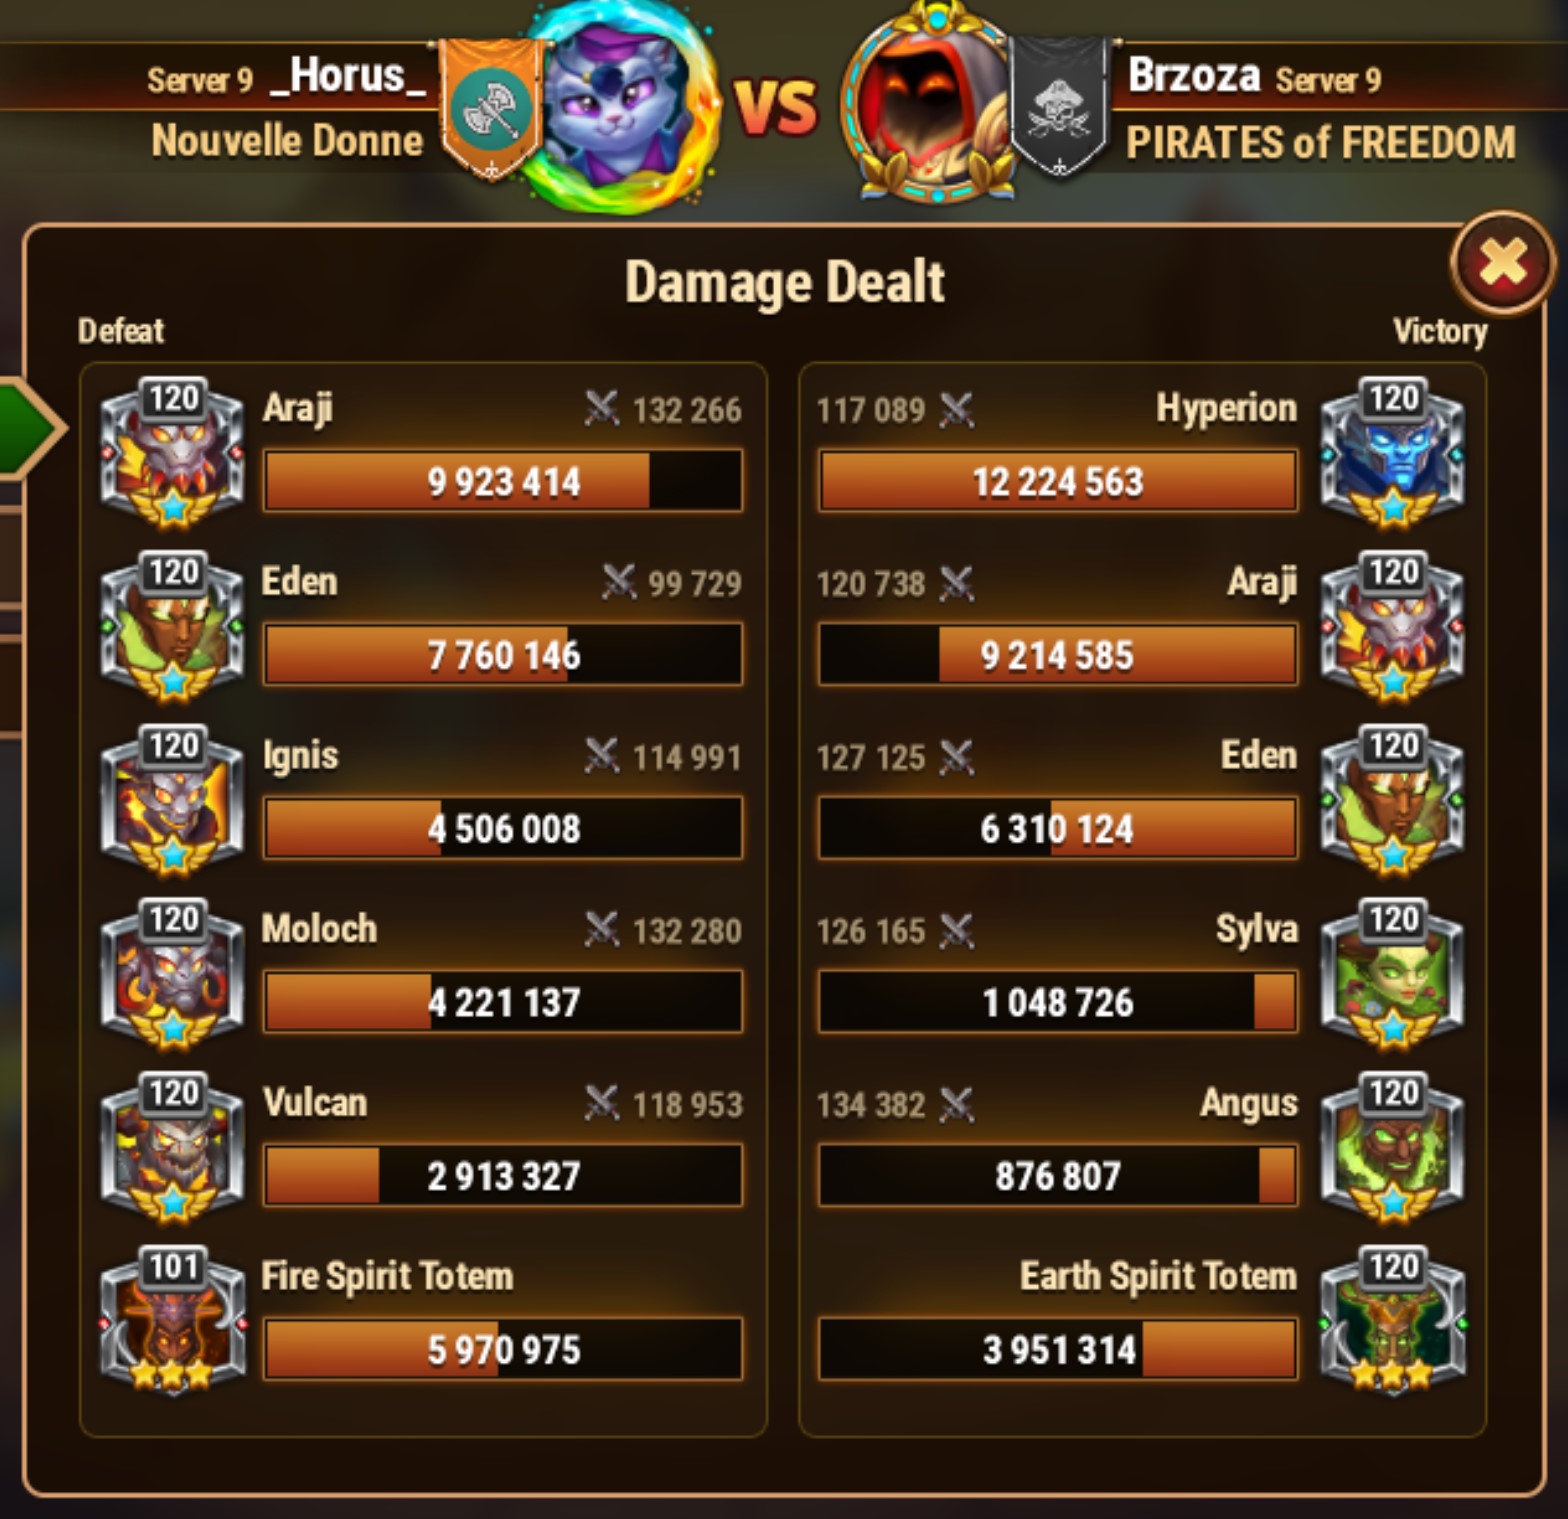 Server 9 _Horus_
Nouvelle Donne
VS
Brzoza Server 9
PIRATES of FREEDOM
Damage Dealt
Defeat
Victory
120 Araji 132 266
9 923 414
120 Eden 99 729
7 760 146
120 Ignis 114 991
4 506 008
120 Moloch 132 280
4 221 137
120 Vulcan 118 953
2 913 327
101 Fire Spirit Totem
5 970 975
117 089 Hyperion 120
12 224 563
120 738 Araji 120
9 214 585
127 125 Eden 120
6 310 124
126 165 Sylva 120
1 048 726
134 382 Angus 120
876 807
Earth Spirit Totem 120
3 951 314